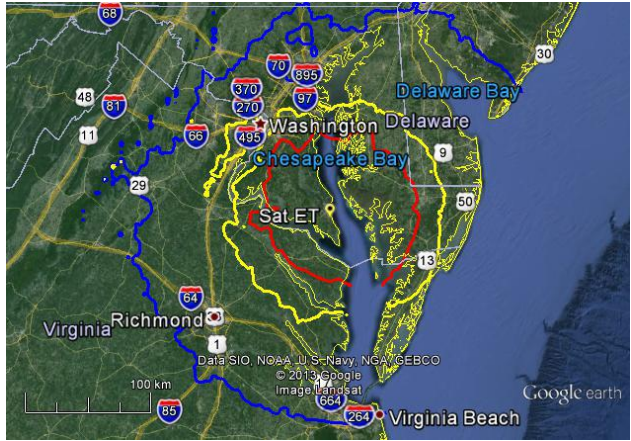 68
30
70
895
370
Delaware Bay
48
81
270
97
11
66
495
Washington
Delaware
9
Chesapeake Bay
29
50
Sat ET
13
64
Richmond
Virginia
1
Data SIO, NOAA, U.S. Navy, NGA, GEBCO
© 2013 Google
Image Landsat
100 km
Google earth
664
85
264
Virginia Beach